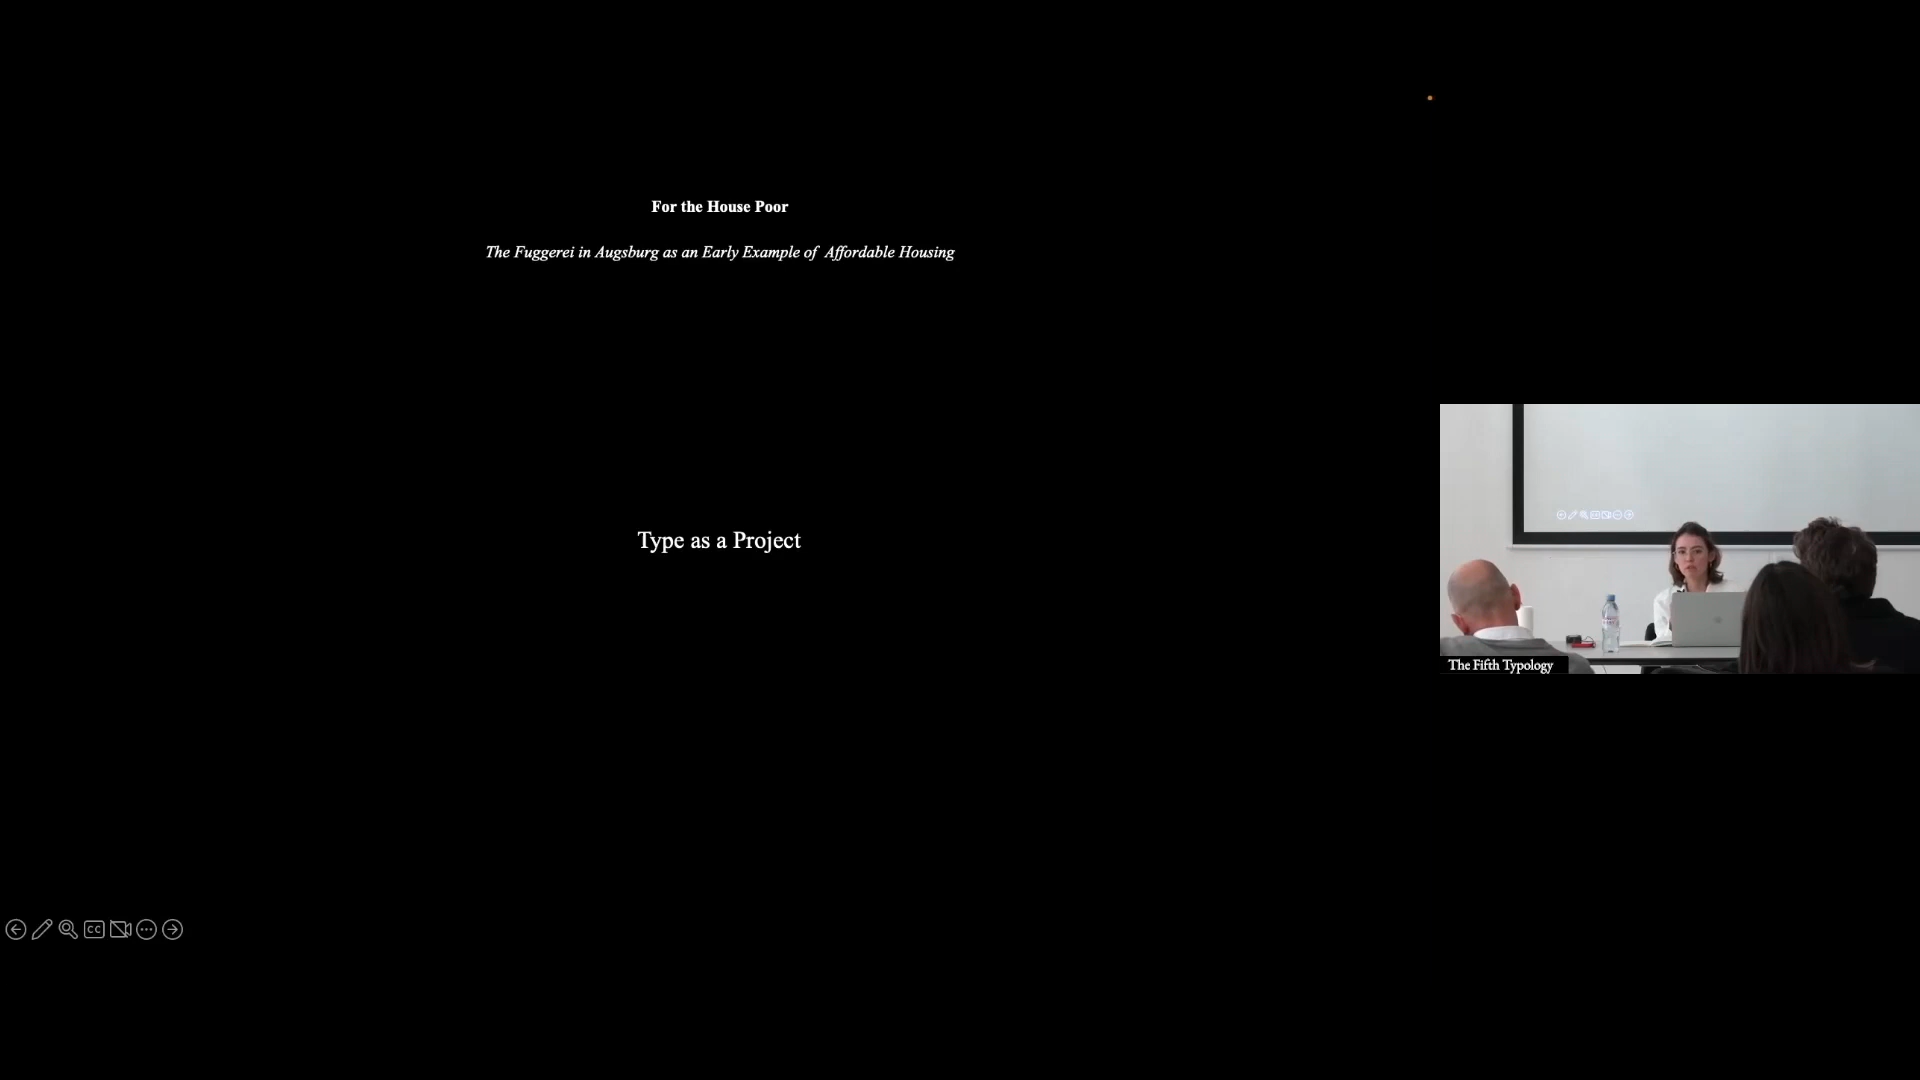 For the House Poor
The Fuggerei in Augsburg as an Early Example of Affordable Housing
Type as a Project
CC
The Fifth Typology